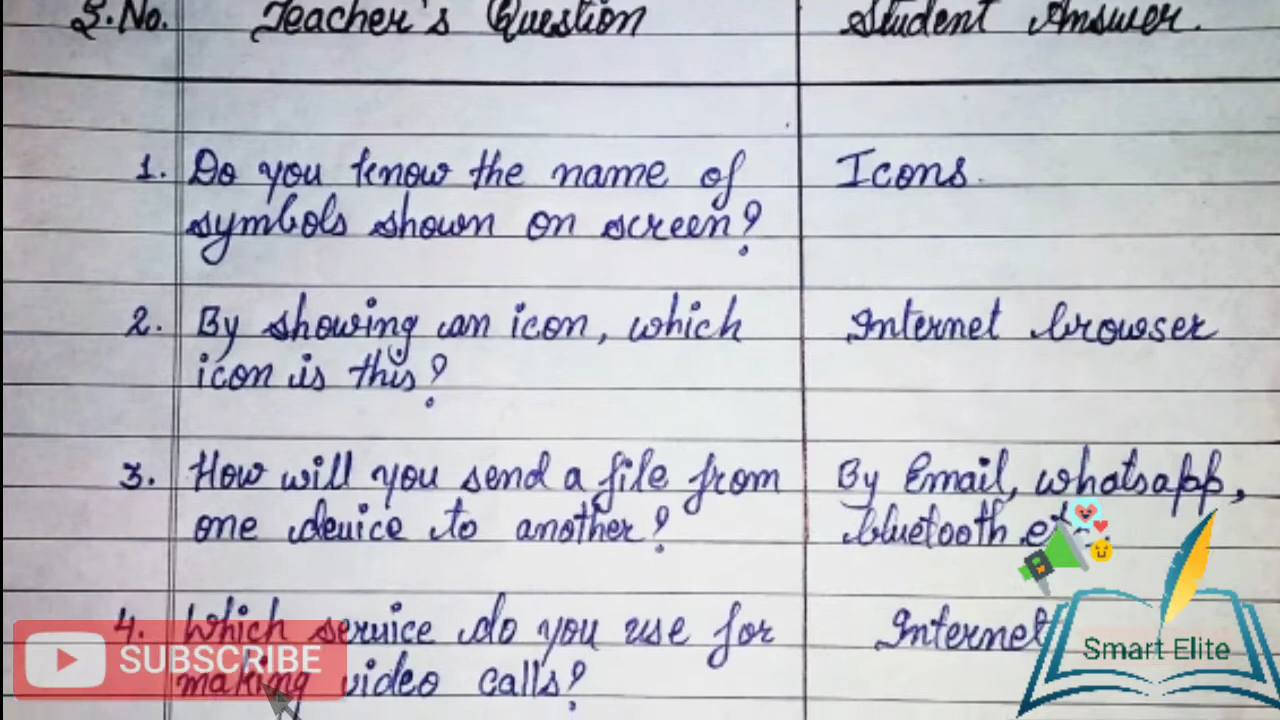 S.No. Teacher's Question Student Answer.
1. Do you know the name of Icons.
symbols shown on screen?
2. By showing an icon, which Internet browser
icon is this?
3. How will you send a file from By Email, whatsapp,
one device to another? bluetooth etc.
4. Which service do you use for Internet
SUBSCRIBE
making video calls?
Smart Elite